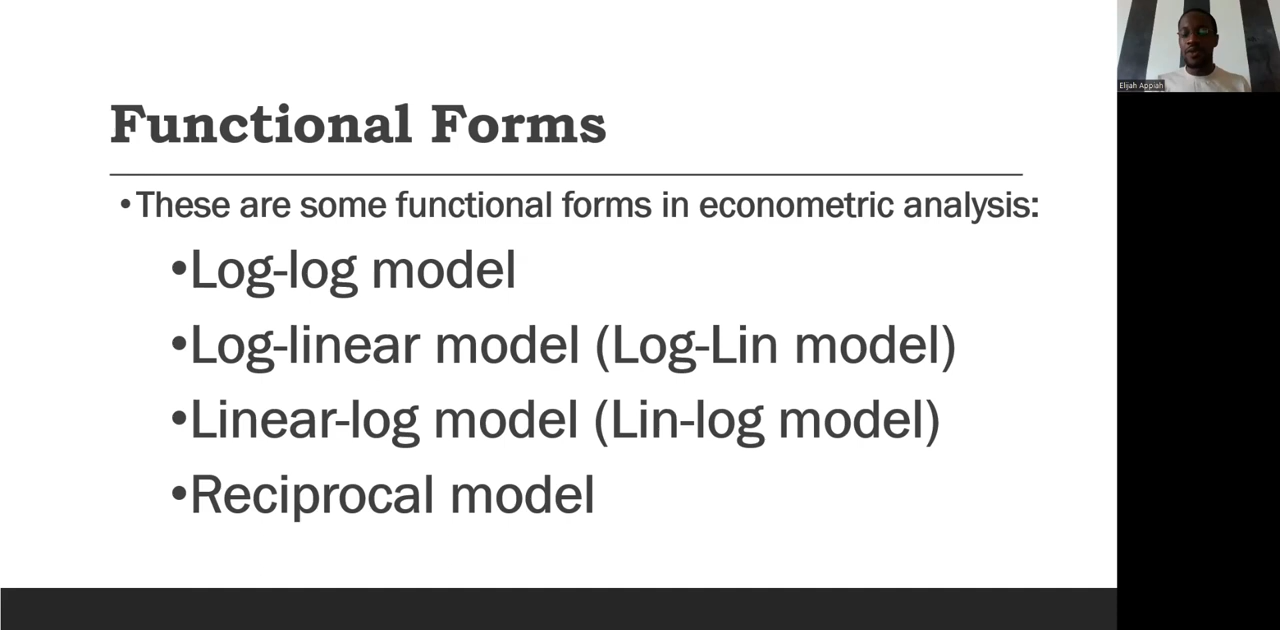 Functional Forms
•These are some functional forms in econometric analysis:
•Log-log model
•Log-linear model (Log-Lin model)
•Linear-log model (Lin-log model)
•Reciprocal model
Elijah Appiah